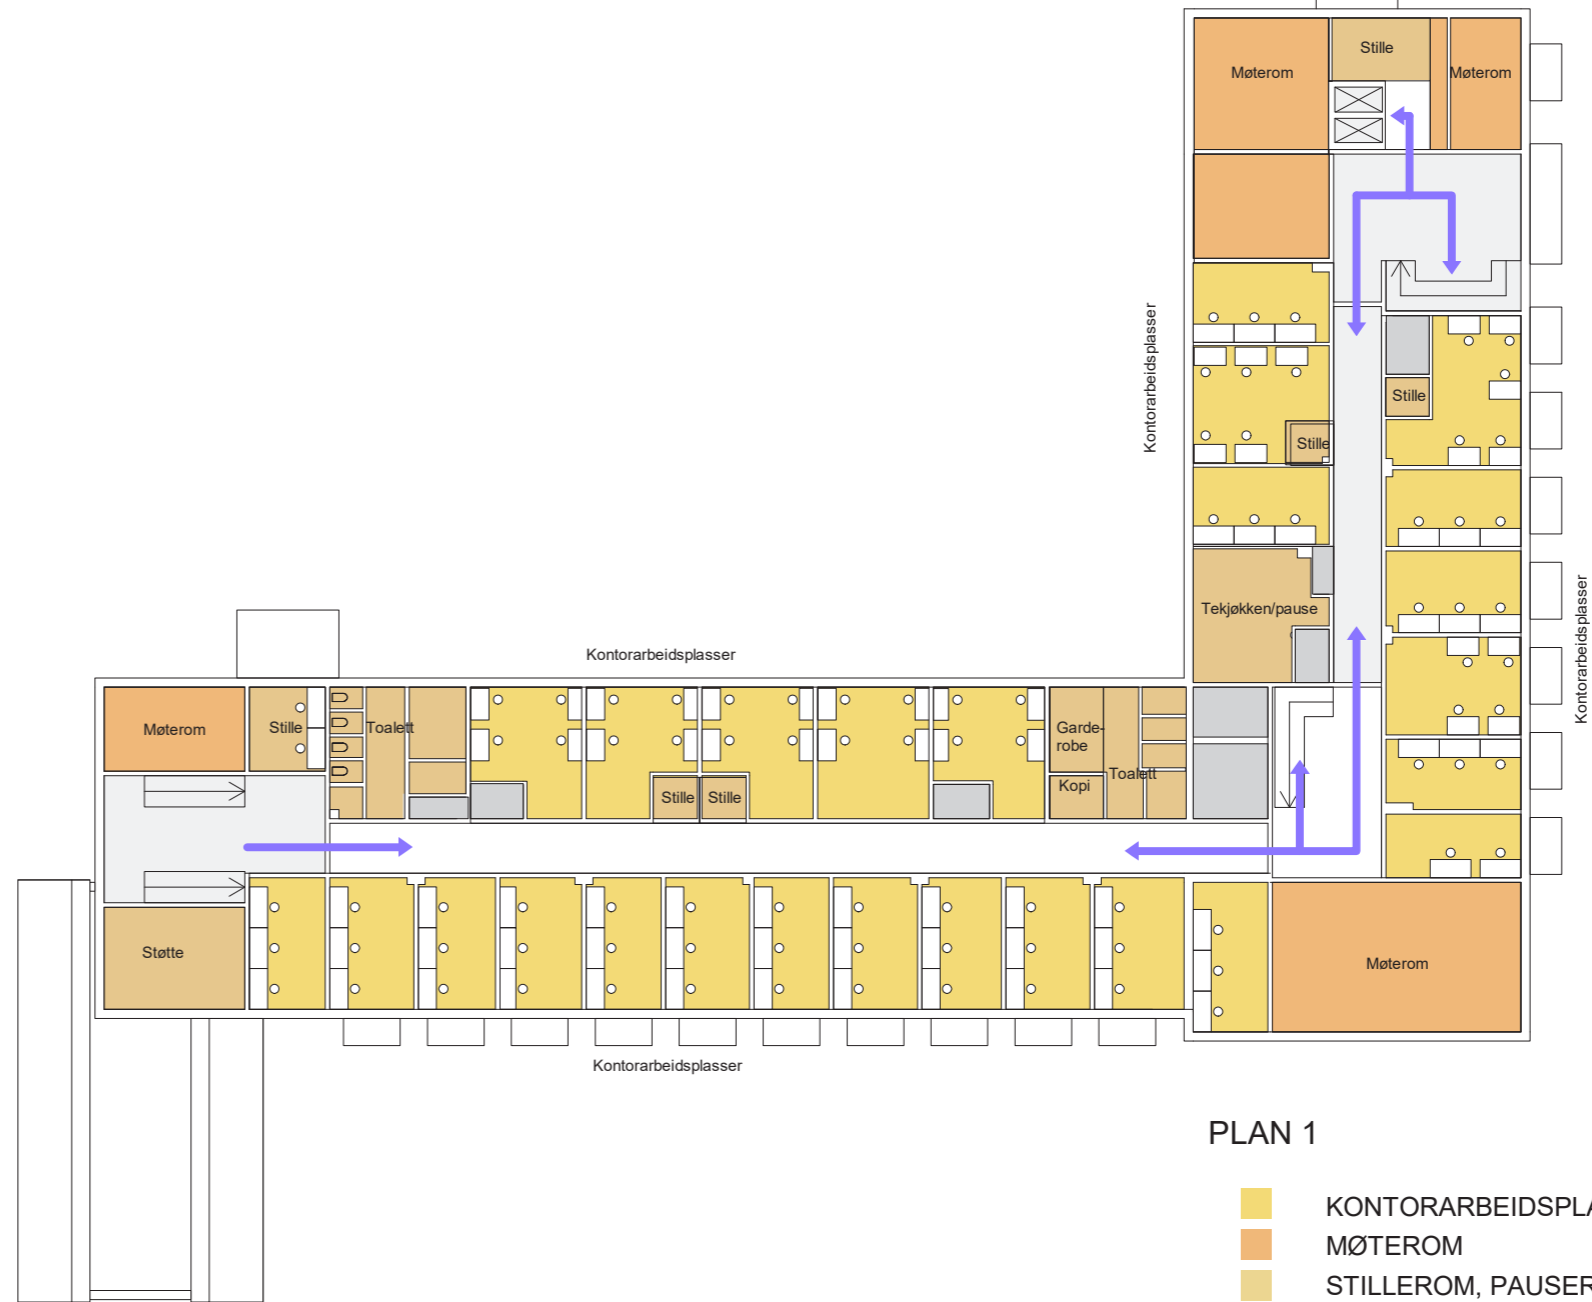 Stille
Møterom
Møterom
Kontorarbeidsplasser
Stille
Stille
Tekjøkken/pause
Kontorarbeidsplasser
Kontorarbeidsplasser
Møterom
Stille
Toalett
Garde-
robe
Toalett
Kopi
Stille
Stille
Støtte
Møterom
Kontorarbeidsplasser
PLAN 1
KONTORARBEIDSPLA
MØTEROM
STILLEROM, PAUSER